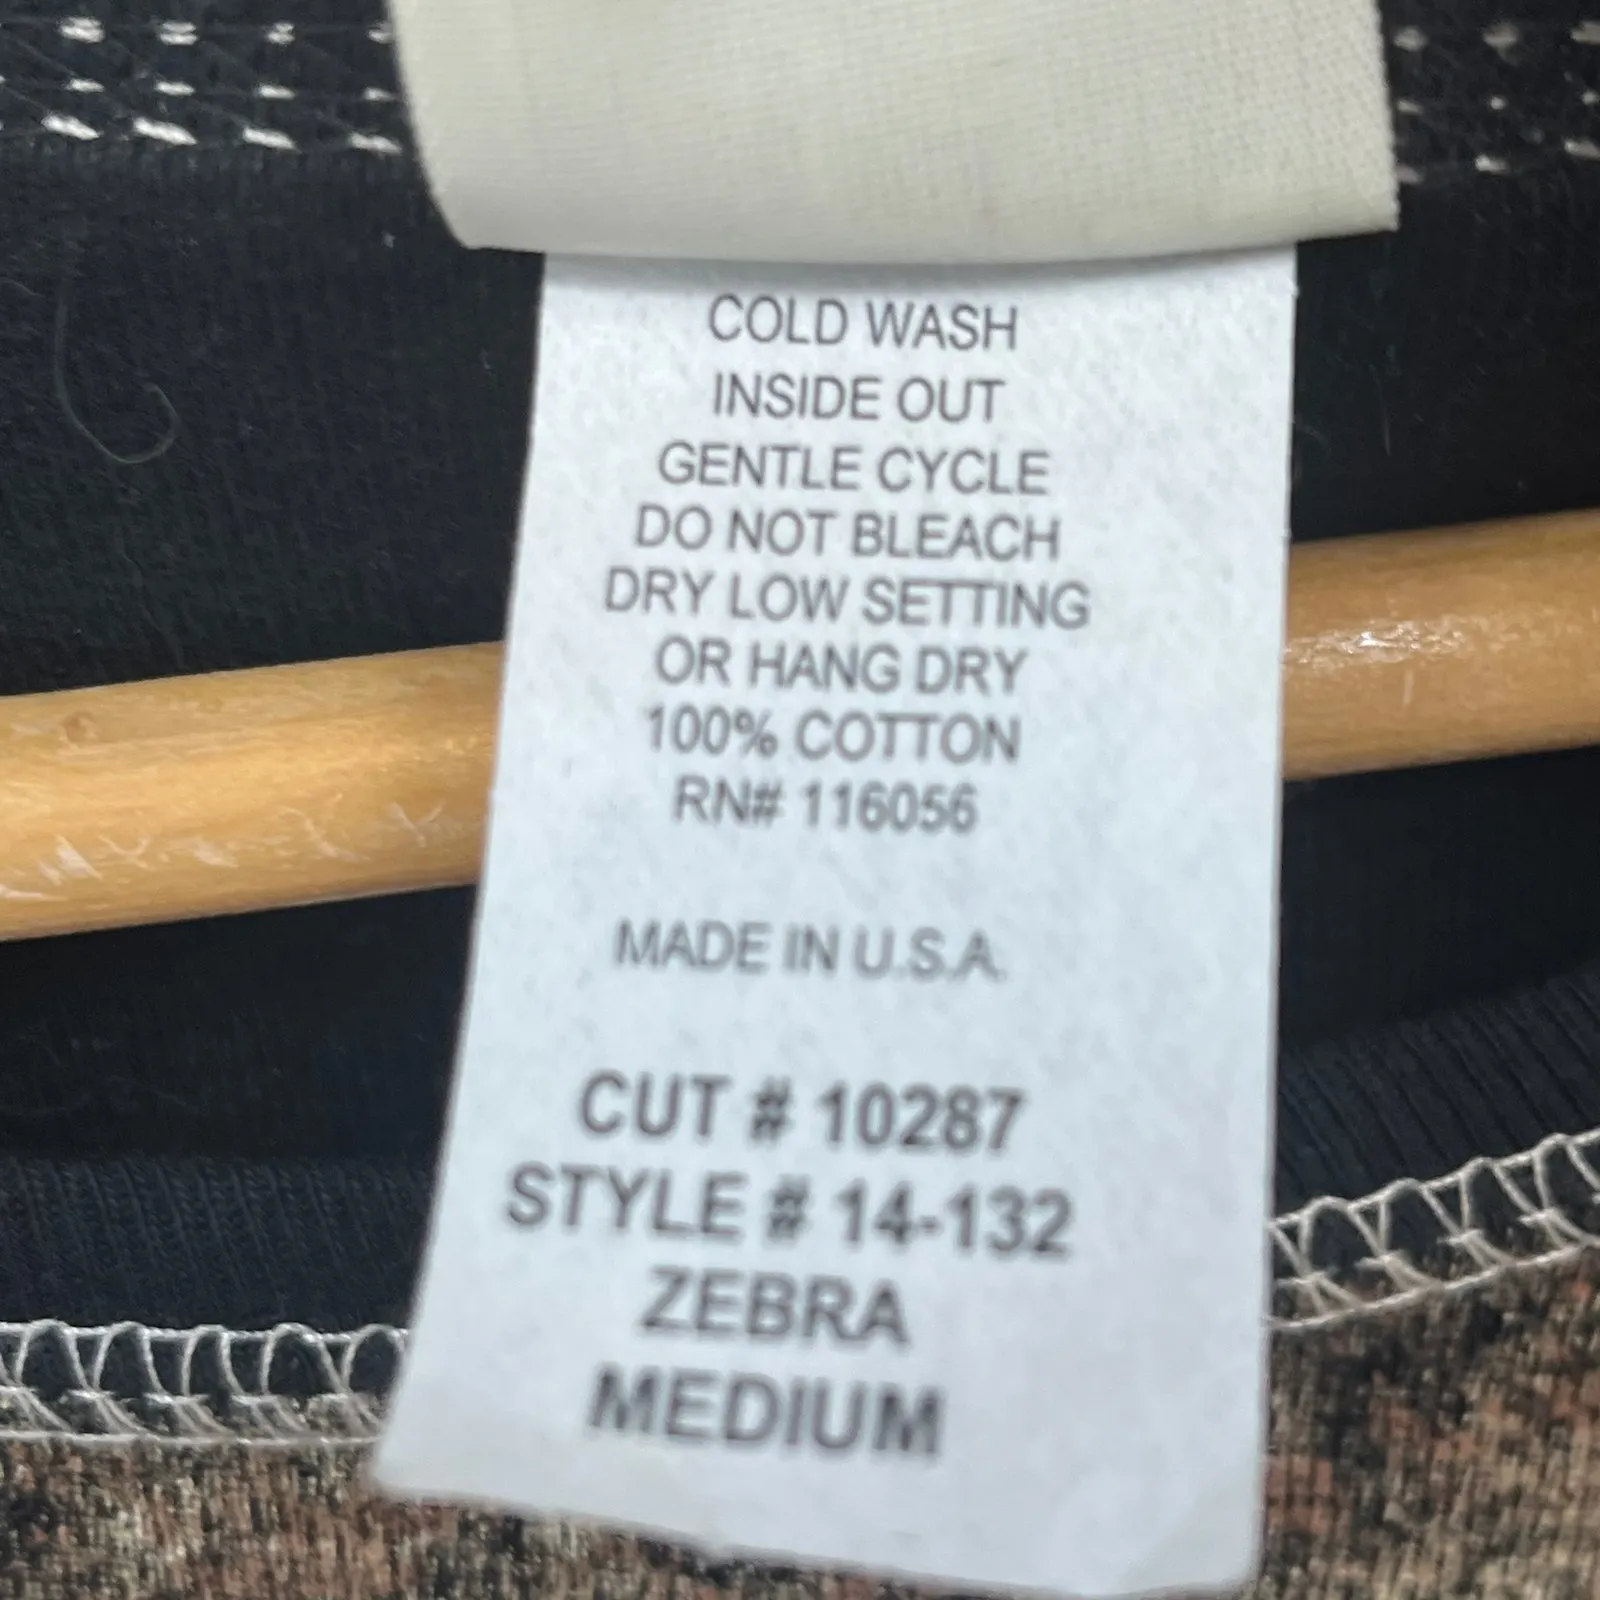 COLD WASH
INSIDE OUT
GENTLE CYCLE
DO NOT BLEACH
DRY LOW SETTING
OR HANG DRY
100% COTTON
RN# 116056
MADE IN U.S.A.
CUT # 10287
STYLE # 14-132
ZEBRA
MEDIUM